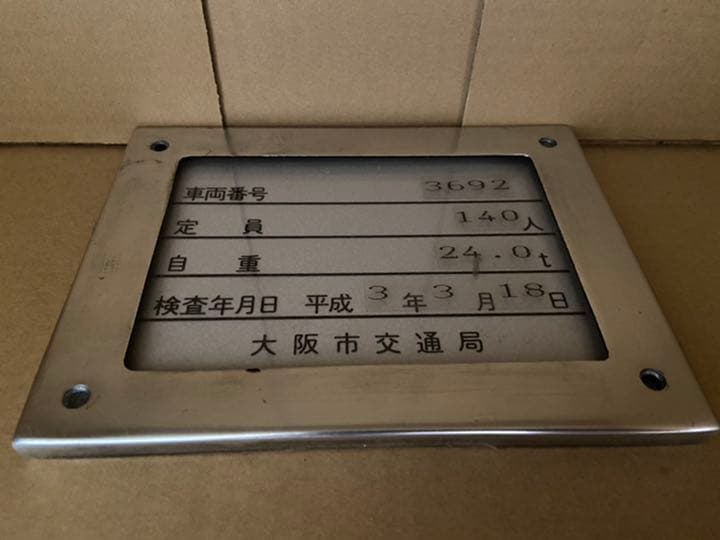 車両番号 3692
定員 140人
自重 24.0t
検査年月日 平成3年3月18日
大阪市交通局